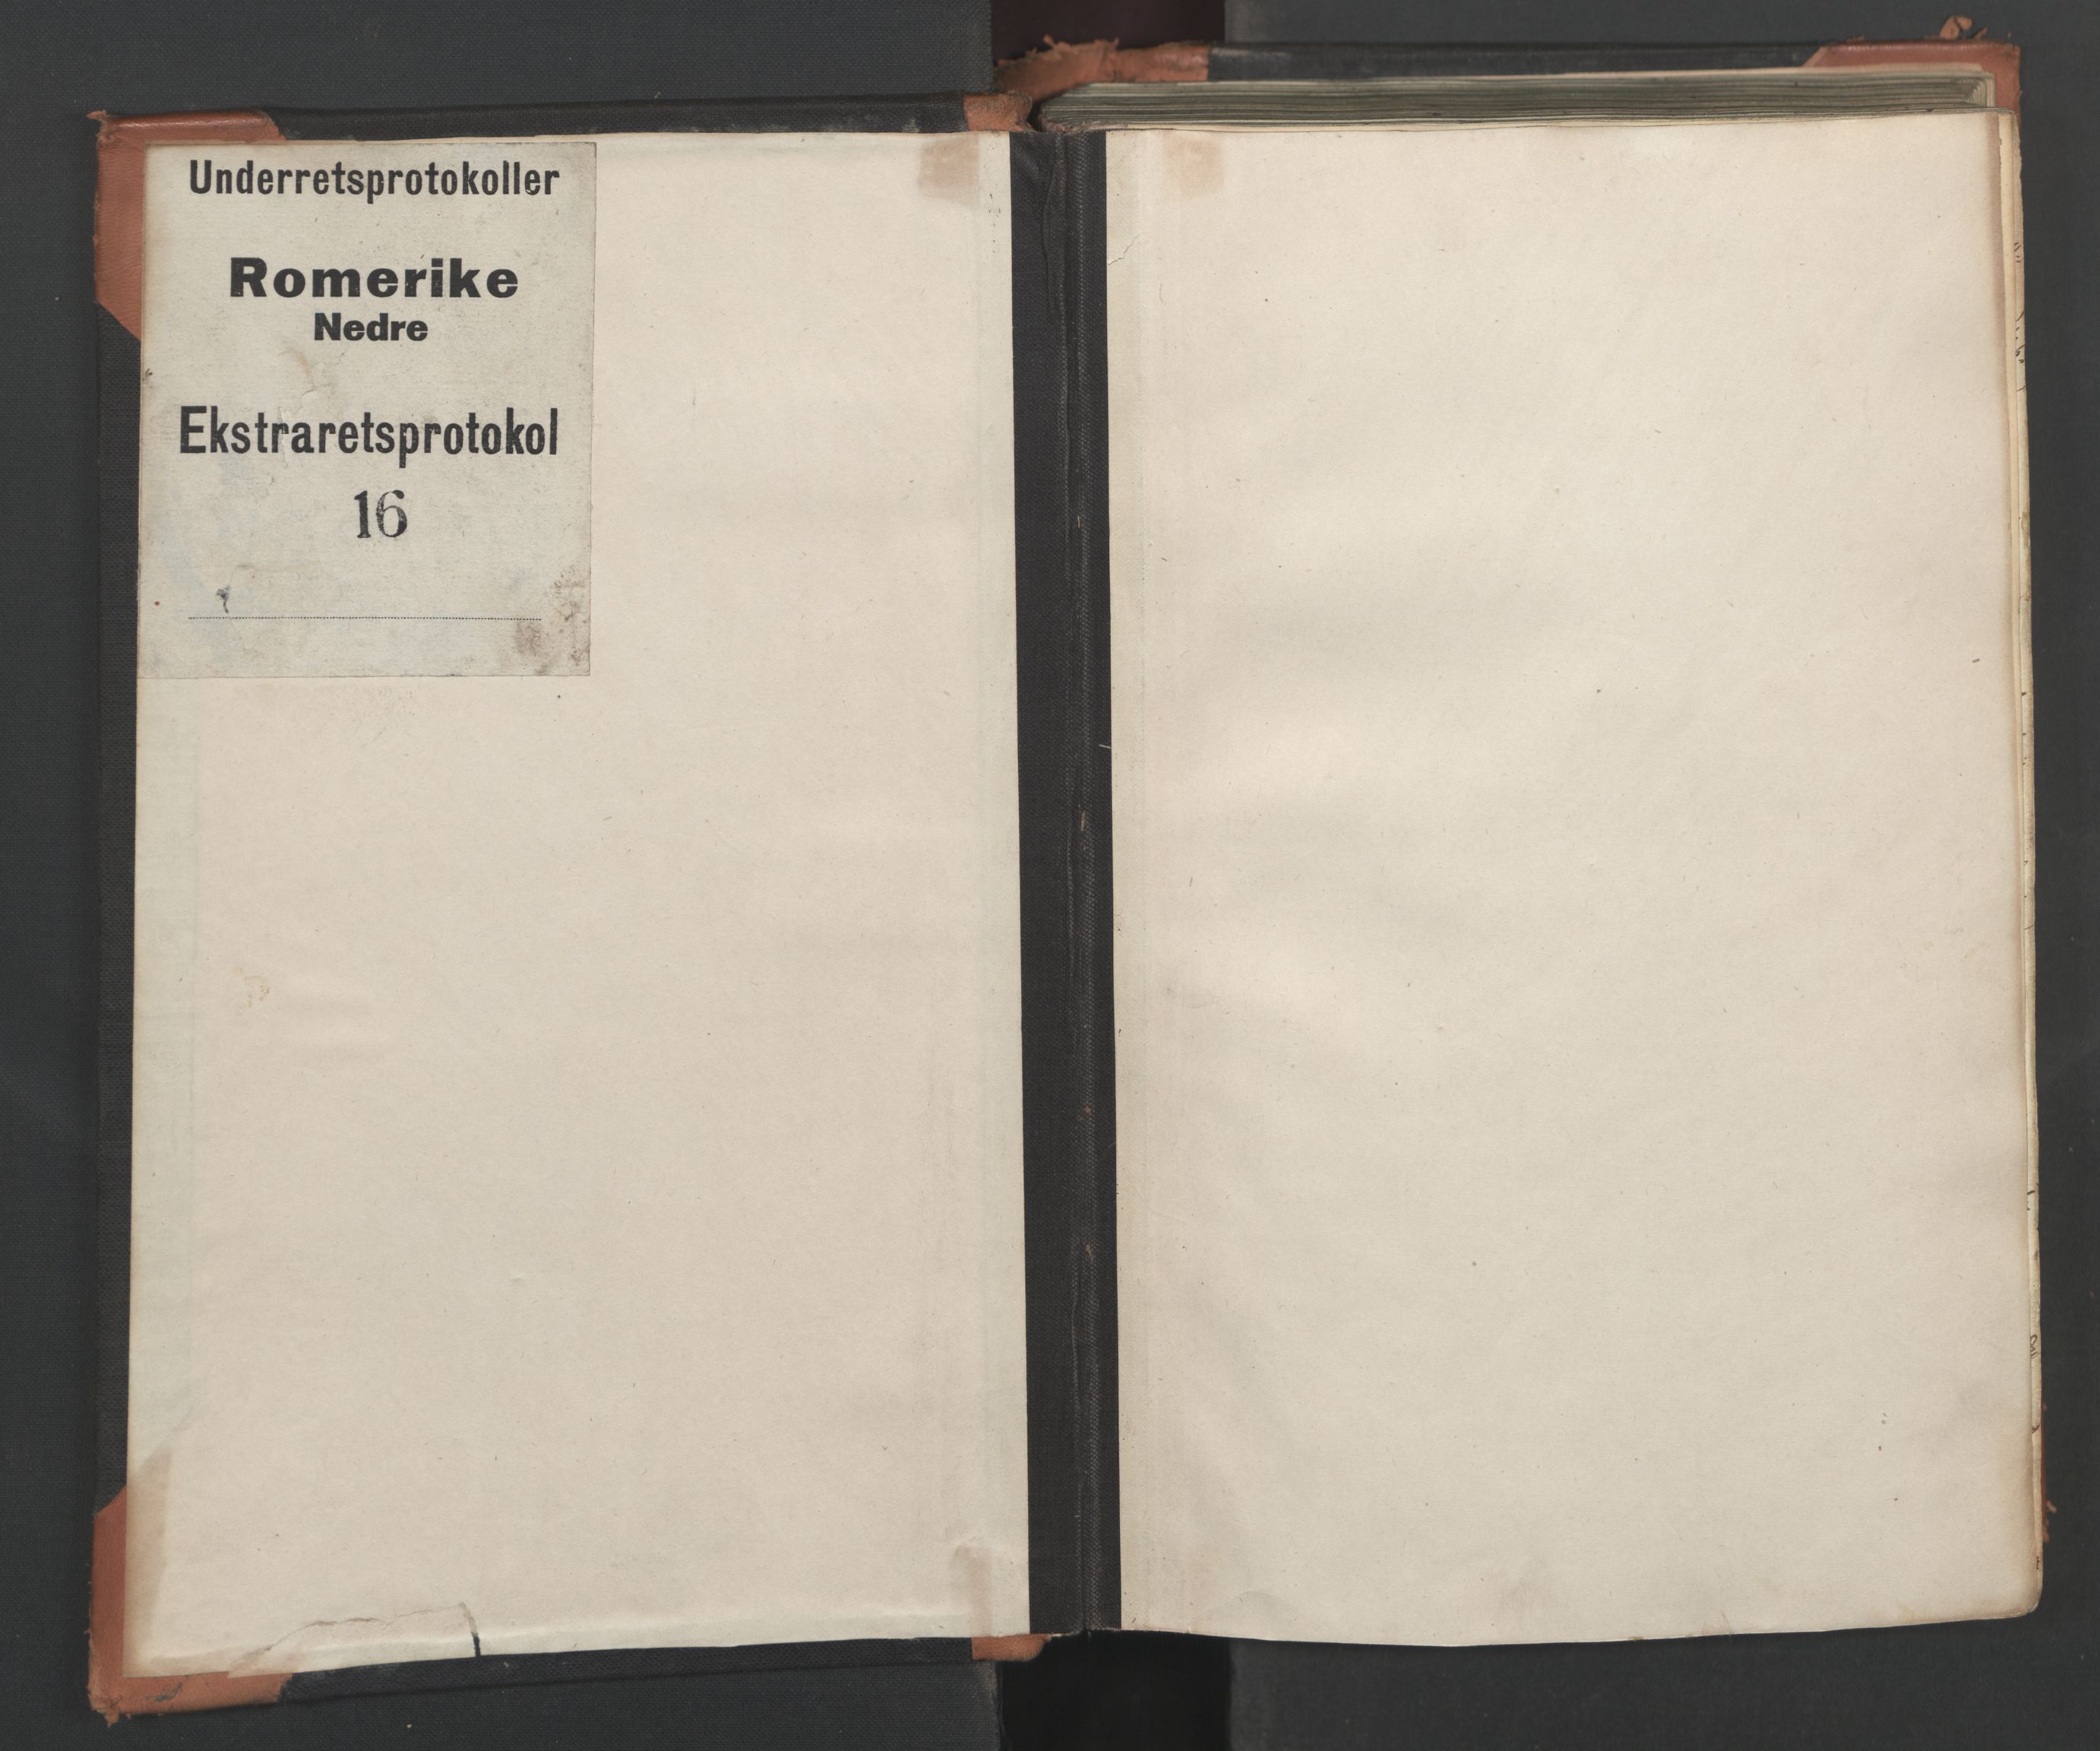 Underretsprotokoller
Romerike
Nedre
Ekstraretsprotokol
16